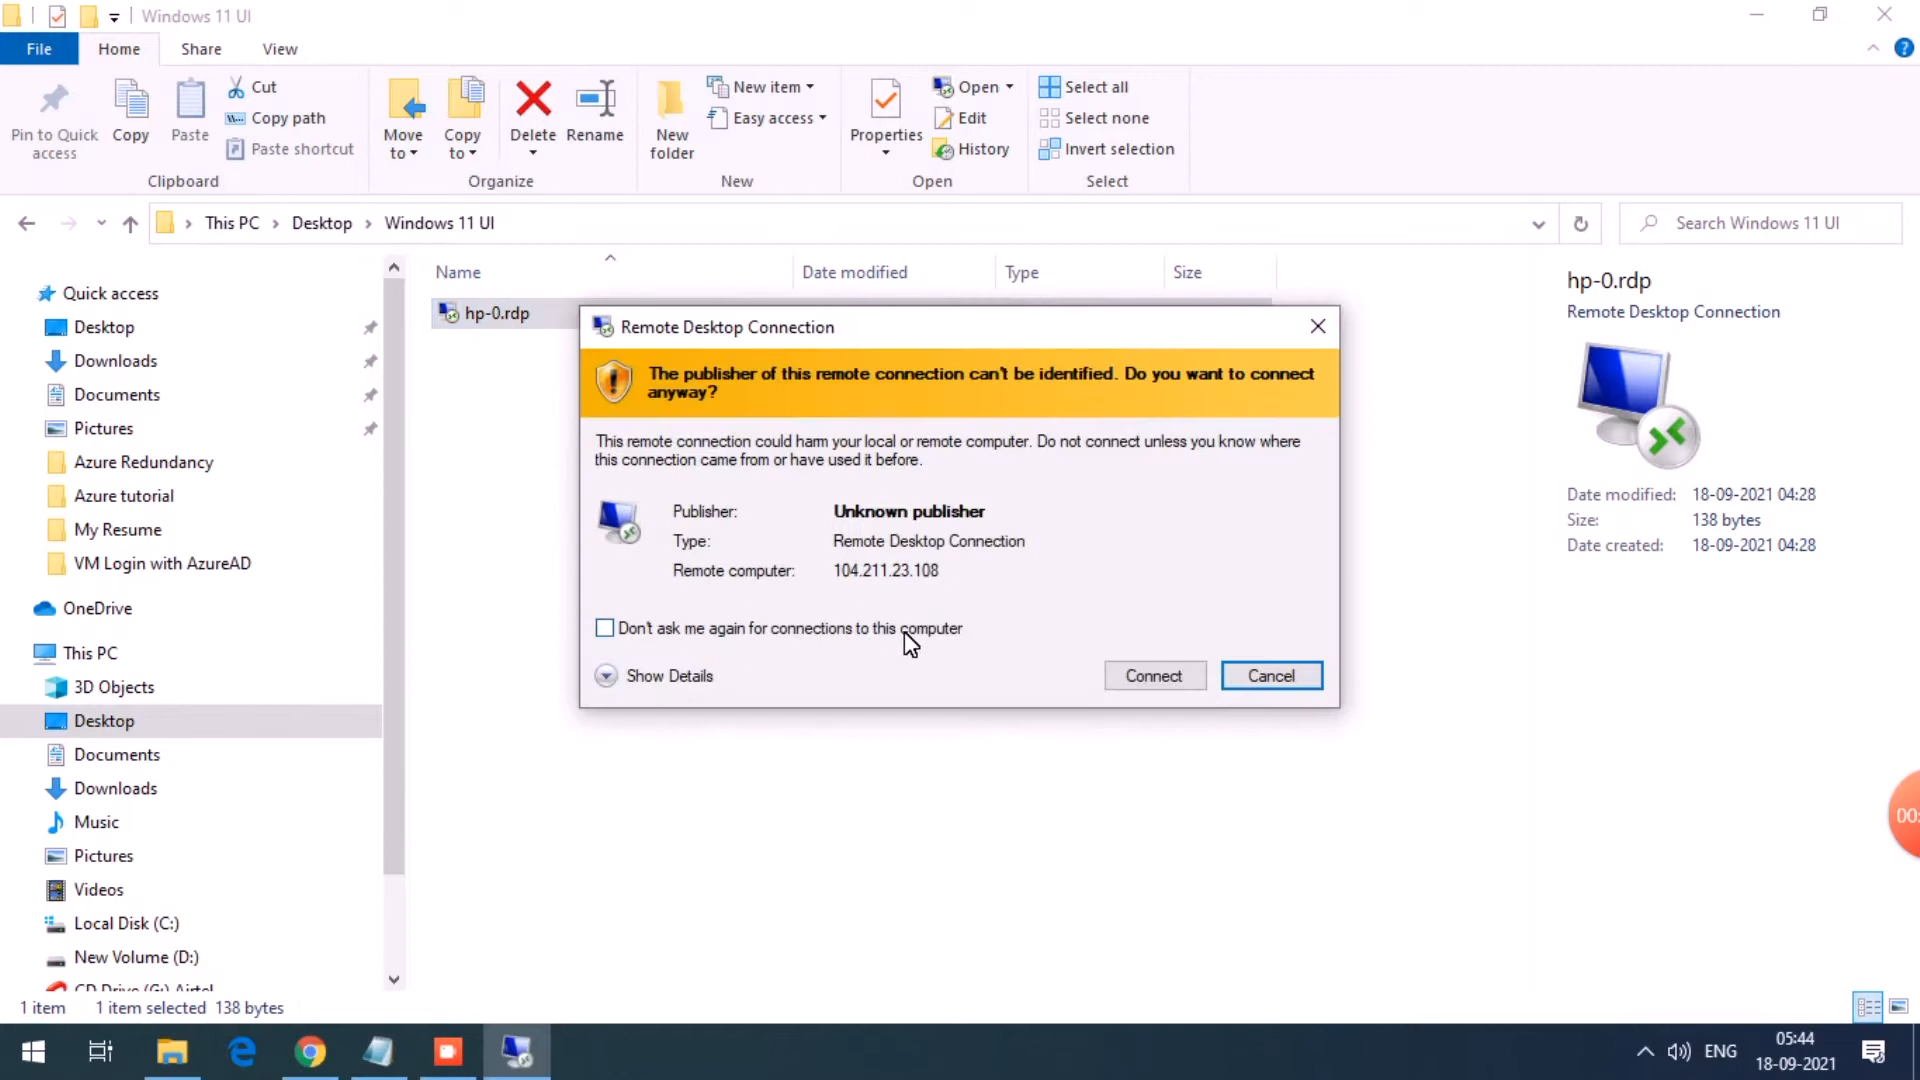 Windows 11 UI
File Home Share View
Pin to Quick access
Copy
Paste
Cut
Copy path
Paste shortcut
Clipboard
Move to
Copy to
Delete
Rename
Organize
New folder
New item
Easy access
New
Properties
Open
Edit
History
Open
Select all
Select none
Invert selection
Select
This PC > Desktop > Windows 11 UI
Search Windows 11 UI
Quick access
Desktop
Downloads
Documents
Pictures
Azure Redundancy
Azure tutorial
My Resume
VM Login with AzureAD
OneDrive
This PC
3D Objects
Desktop
Documents
Downloads
Music
Pictures
Videos
Local Disk (C:)
New Volume (D:)
CD Drive (G:) Airtel
Name Date modified Type Size
hp-0.rdp
Remote Desktop Connection
The publisher of this remote connection can't be identified. Do you want to connect
anyway?
This remote connection could harm your local or remote computer. Do not connect unless you know where
this connection came from or have used it before.
Publisher: Unknown publisher
Type: Remote Desktop Connection
Remote computer: 104.211.23.108
Don't ask me again for connections to this computer
Show Details
Connect
Cancel
hp-0.rdp
Remote Desktop Connection
Date modified: 18-09-2021 04:28
Size: 138 bytes
Date created: 18-09-2021 04:28
00:
1 item 1 item selected 138 bytes
ENG
05:44
18-09-2021